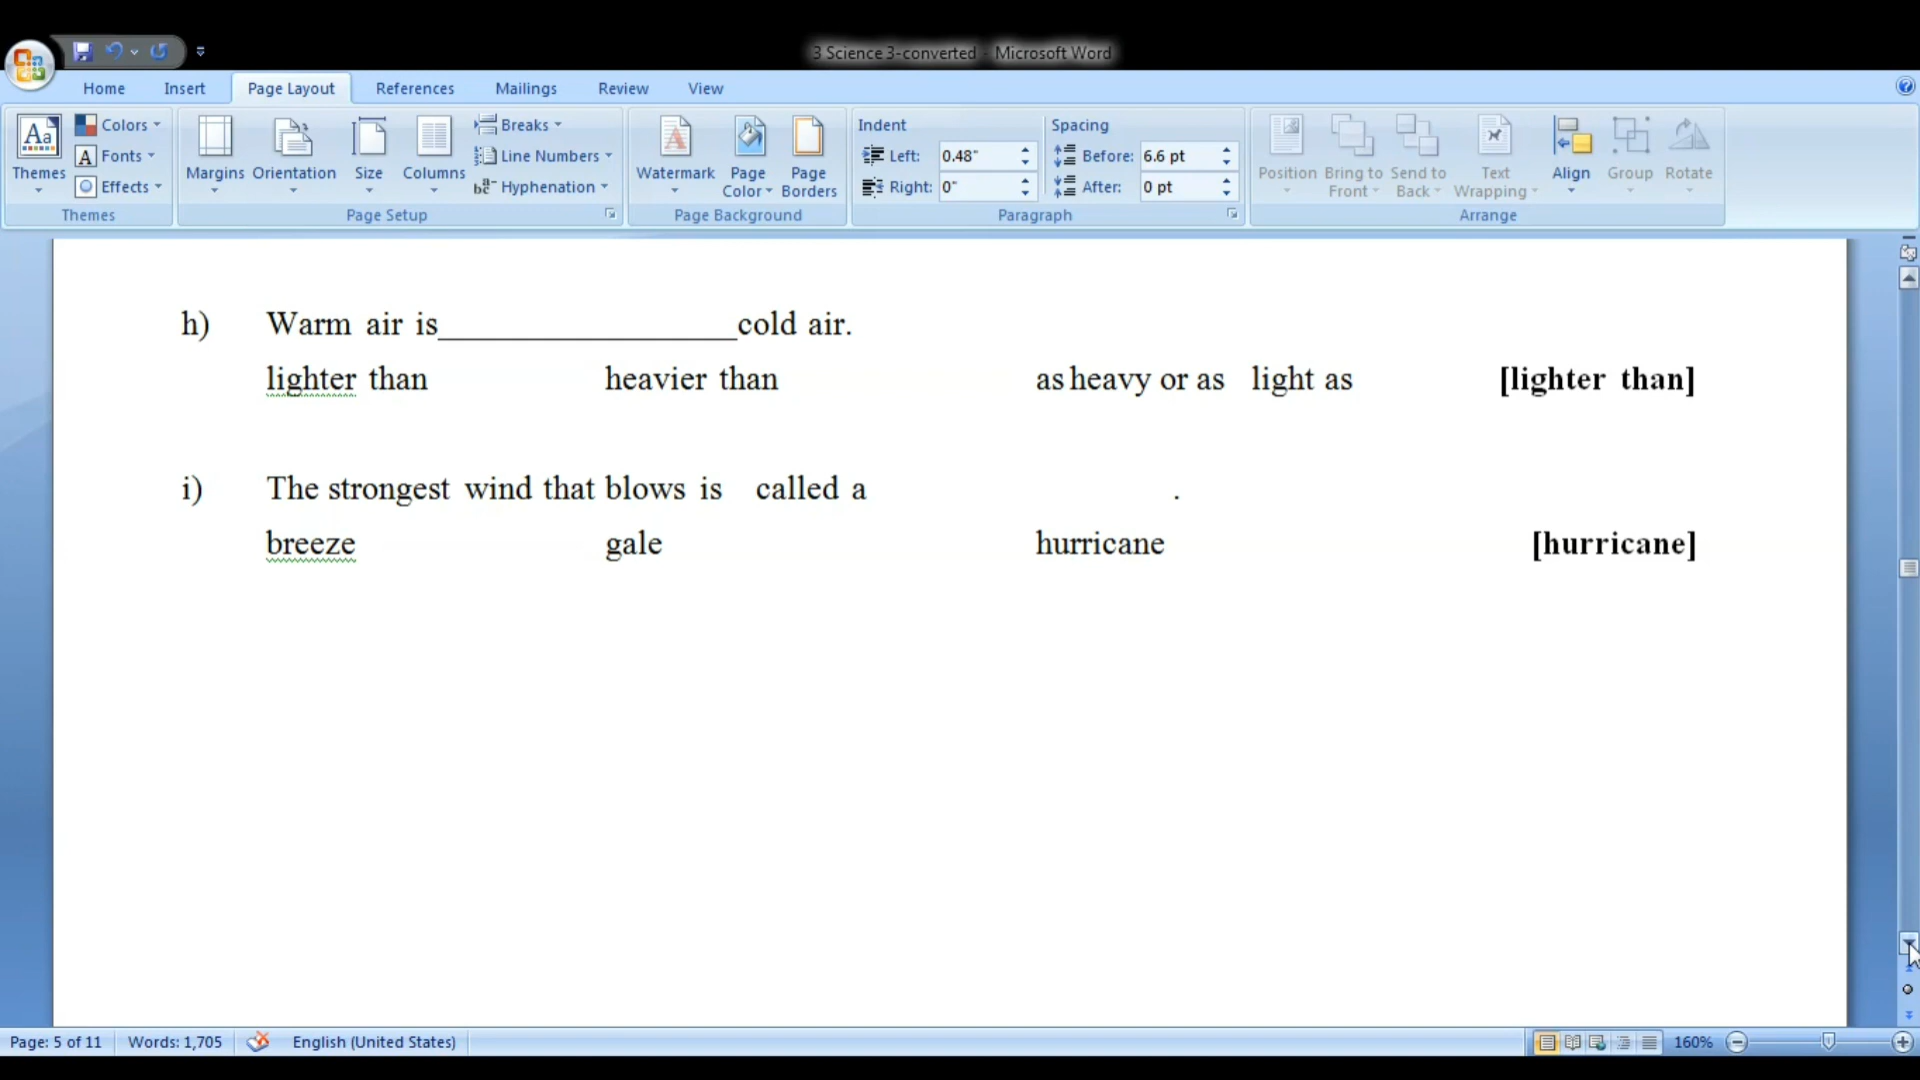 3 Science 3-converted - Microsoft Word
Home Insert Page Layout References Mailings Review View
Aa Themes Colors Fonts Effects Themes
Margins Orientation Size Columns Breaks Line Numbers Hyphenation Page Setup
Watermark Page Color Page Borders Page Background
Indent Left: 0.48" Right: 0" Spacing Before: 6.6 pt After: 0 pt Paragraph
Position Bring to Front Send to Back Text Wrapping Align Group Rotate Arrange
h) Warm air is__________________cold air.
lighter than heavier than as heavy or as light as [lighter than]
i) The strongest wind that blows is called a .
breeze gale hurricane [hurricane]
Page: 5 of 11 Words: 1,705 English (United States) 160%